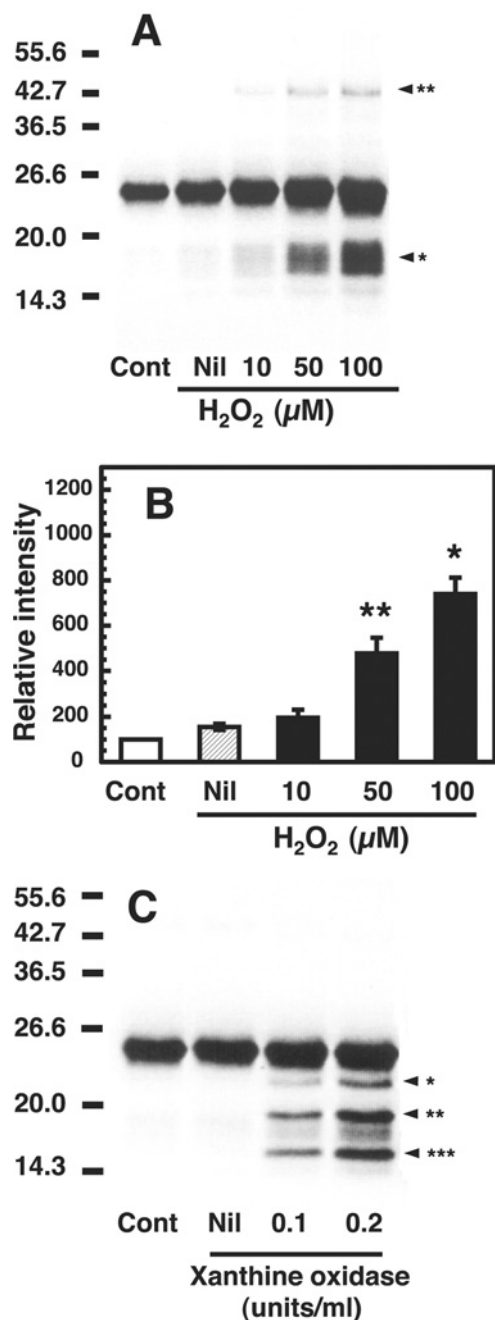 A
55.6
42.7
**
36.5
26.6
20.0
*
14.3
Cont Nil 10 50 100
H₂O₂ (µM)
B
Relative intensity
1200
1000
800
600
400
200
0
**
*
Cont Nil 10 50 100
H₂O₂ (µM)
C
55.6
42.7
36.5
26.6
*
20.0
**
***
14.3
Cont Nil 0.1 0.2
Xanthine oxidase
(units/ml)